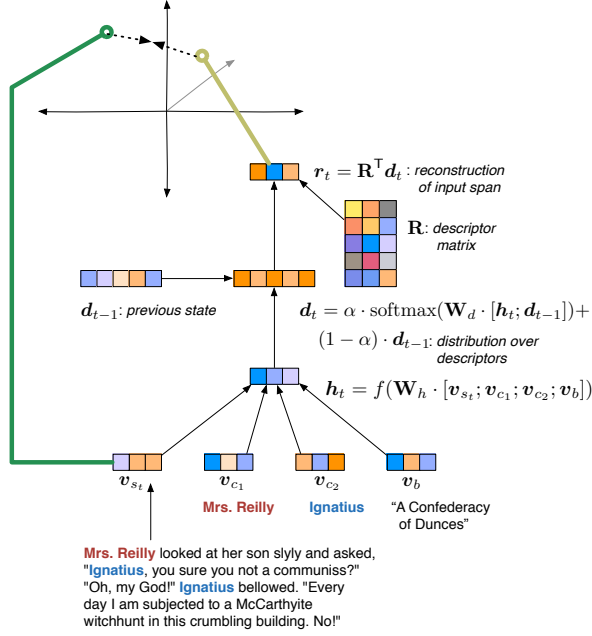 r_t = R^T d_t : reconstruction
of input span
R: descriptor
matrix
d_{t−1}: previous state
d_t = α · softmax(W_d · [h_t; d_{t−1}])+
(1 − α) · d_{t−1}: distribution over
descriptors
h_t = f(W_h · [v_{s_t}; v_{c_1}; v_{c_2}; v_b])
v_{s_t} v_{c_1} v_{c_2} v_b
Mrs. Reilly Ignatius "A Confederacy
of Dunces"
Mrs. Reilly looked at her son slyly and asked,
"Ignatius, you sure you not a communiss?"
"Oh, my God!" Ignatius bellowed. "Every
day I am subjected to a McCarthyite
witchhunt in this crumbling building. No!"